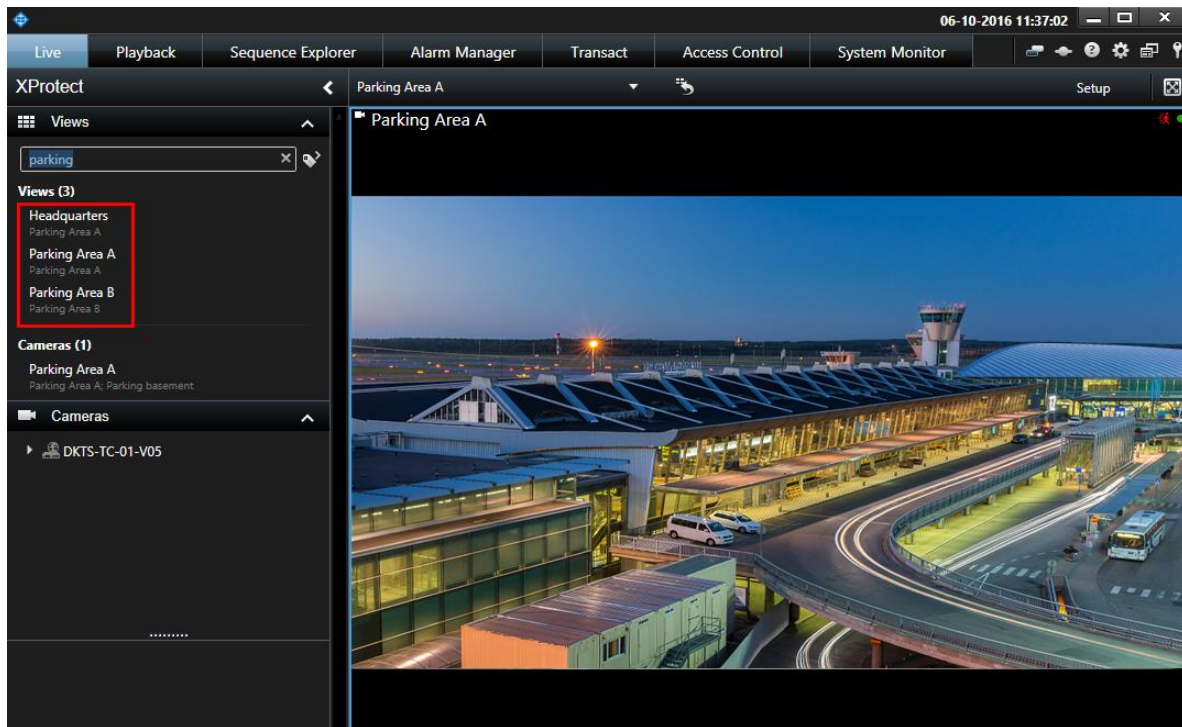 06-10-2016 11:37:02
Live Playback Sequence Explorer Alarm Manager Transact Access Control System Monitor
XProtect
Parking Area A
Setup
Views
Parking Area A
parking
Views (3)
Headquarters
Parking Area A
Parking Area A
Parking Area A
Parking Area B
Parking Area B
Cameras (1)
Parking Area A
Parking Area A; Parking basement
Cameras
DKTS-TC-01-V05